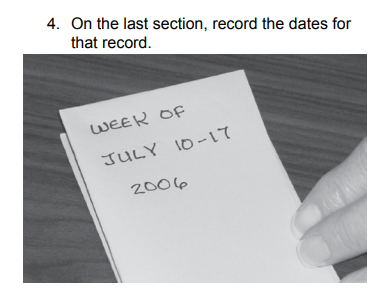 4. On the last section, record the dates for
that record.
WEEK OF
JULY 10-17
2006